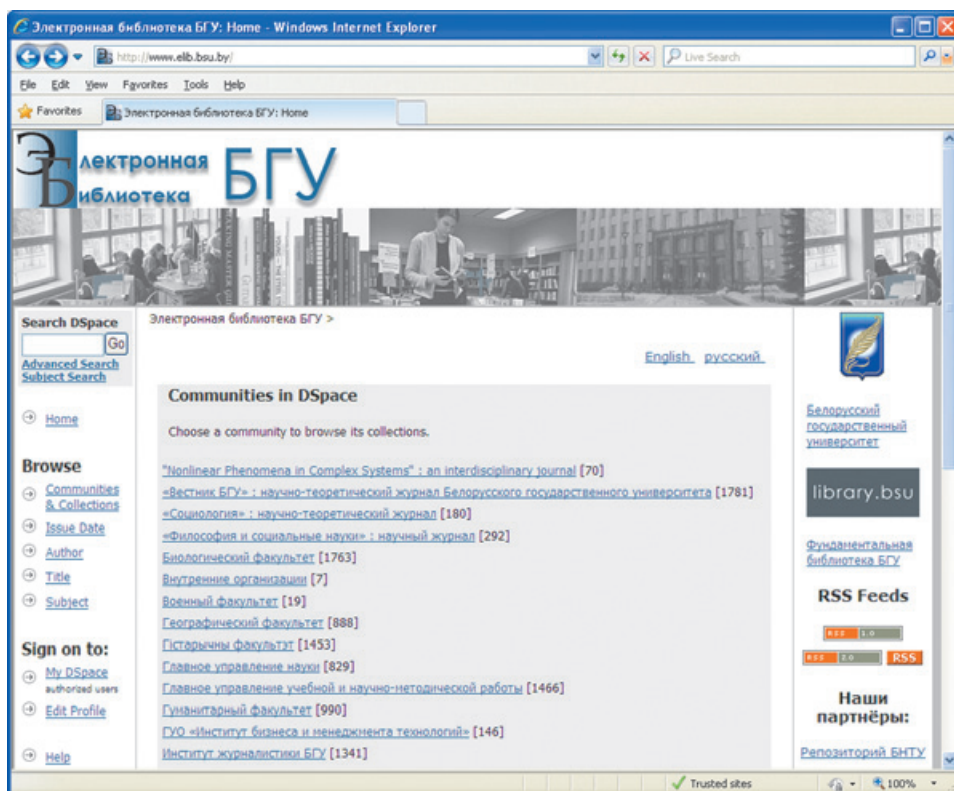 Электронная библиотека БГУ: Home - Windows Internet Explorer
http://www.elib.bsu.by/
Live Search
File Edit View Favorites Tools Help
Favorites
Электронная библиотека БГУ: Home
Электронная Библиотека БГУ
Search DSpace
Go
Advanced Search
Subject Search
Home
Browse
Communities & Collections
Issue Date
Author
Title
Subject
Sign on to:
My DSpace
authorized users
Edit Profile
Help
Электронная библиотека БГУ >
English русский
Communities in DSpace
Choose a community to browse its collections.
"Nonlinear Phenomena in Complex Systems" : an interdisciplinary journal [70]
«Вестник БГУ» : научно-теоретический журнал Белорусского государственного университета [1781]
«Социология» : научно-теоретический журнал [180]
«Философия и социальные науки» : научный журнал [292]
Биологический факультет [1763]
Внутренние организации [7]
Военный факультет [19]
Географический факультет [888]
Гістарычны факультэт [1453]
Главное управление науки [829]
Главное управление учебной и научно-методической работы [1466]
Гуманитарный факультет [990]
ГУО «Институт бизнеса и менеджмента технологий» [146]
Институт журналистики БГУ [1341]
Белорусский
государственный
университет
library.bsu
Фундаментальная
библиотека БГУ
RSS Feeds
RSS 1.0
RSS 2.0 RSS
Наши
партнёры:
Репозиторий БНТУ
Trusted sites
100%